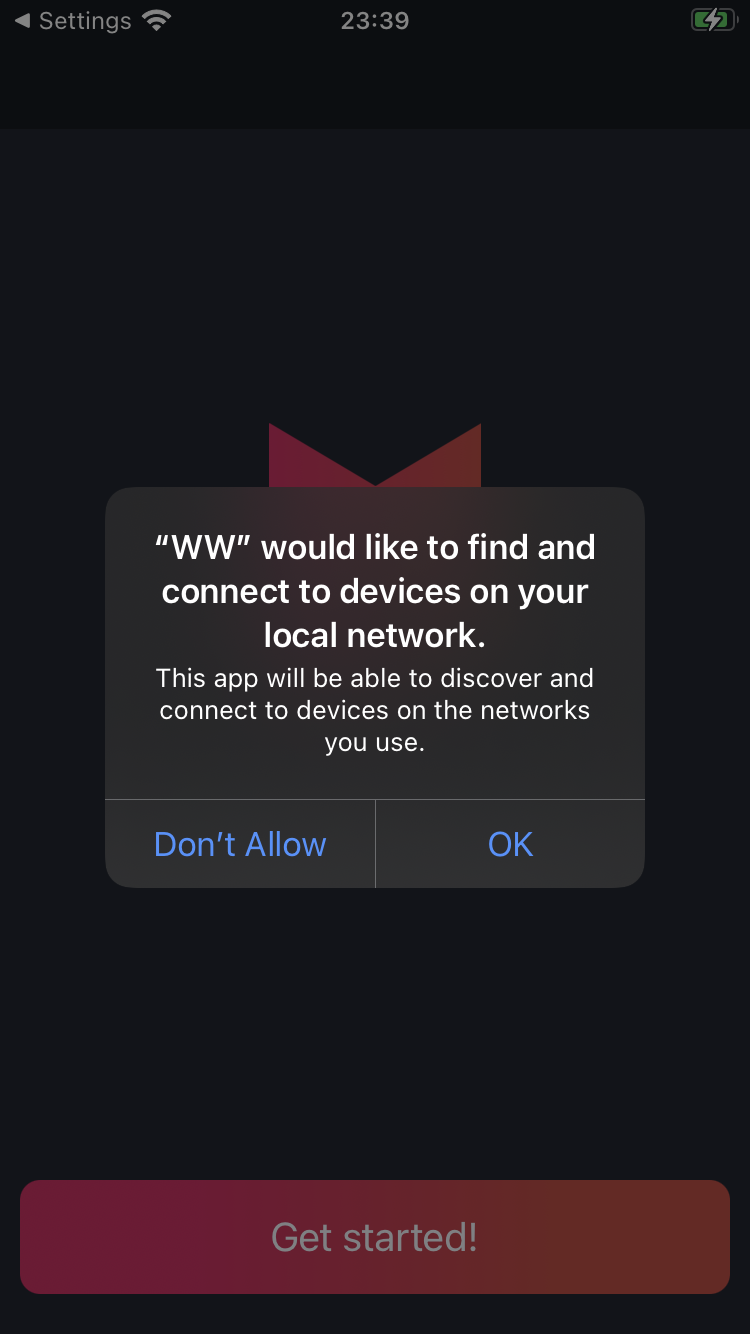 Settings
23:39
“WW” would like to find and
connect to devices on your
local network.
This app will be able to discover and
connect to devices on the networks
you use.
Don’t Allow
OK
Get started!